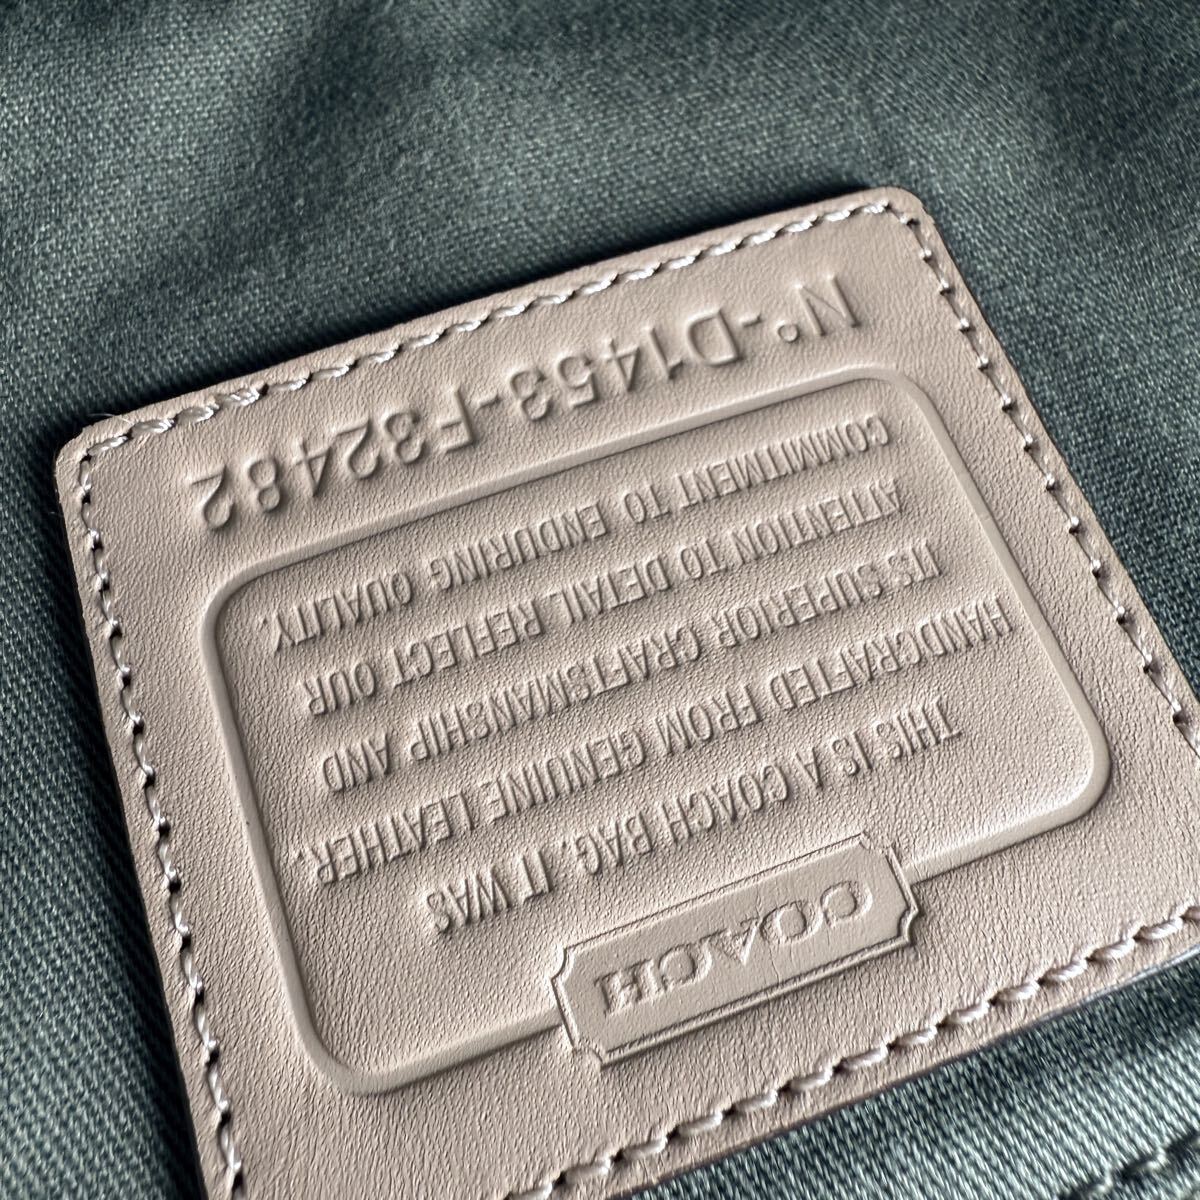 COACH
THIS IS A COACH BAG. IT WAS
HANDCRAFTED FROM GENUINE LEATHER.
ITS SUPERIOR CRAFTSMANSHIP AND
ATTENTION TO DETAIL REFLECT OUR
COMMITMENT TO ENDURING QUALITY.
Nº-D1453-F32482